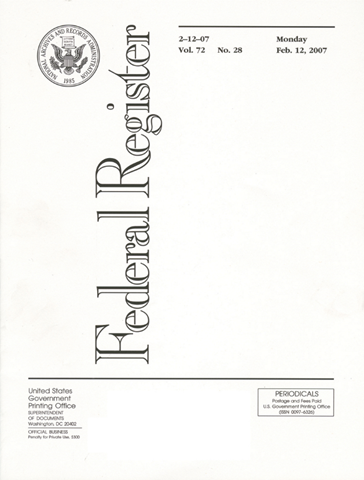 NATIONAL ARCHIVES AND RECORDS ADMINISTRATION
1985
2–12–07
Vol. 72 No. 28
Monday
Feb. 12, 2007
Federal Register
United States
Government
Printing Office
SUPERINTENDENT
OF DOCUMENTS
Washington, DC 20402
OFFICIAL BUSINESS
Penalty for Private Use, $300
PERIODICALS
Postage and Fees Paid
U.S. Government Printing Office
(ISSN 0097–6326)